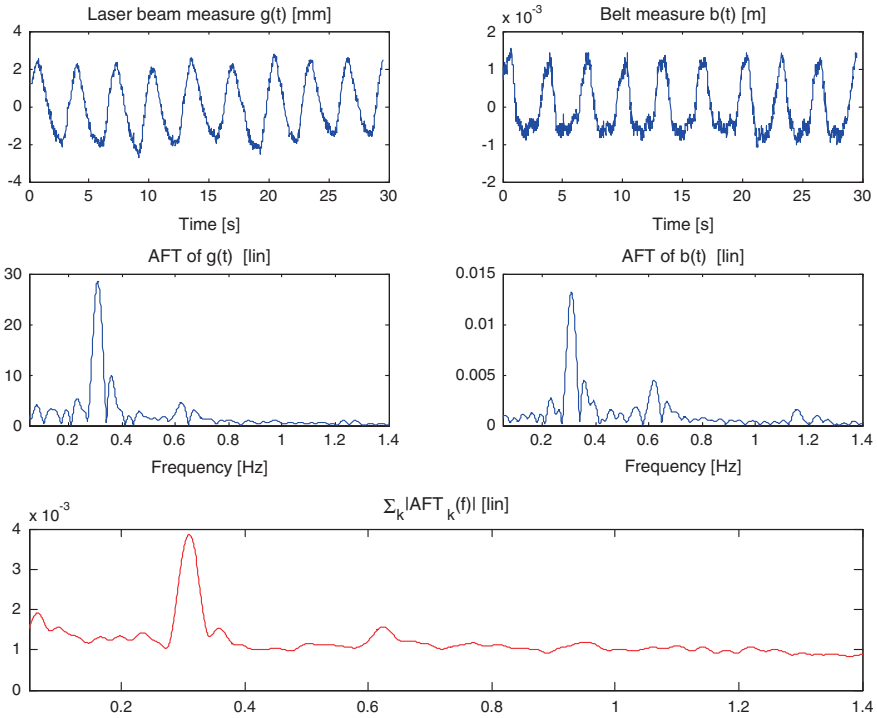 Laser beam measure g(t) [mm]
4
2
0
-2
-4
0 5 10 15 20 25 30
Time [s]
Belt measure b(t) [m]
x 10⁻³
2
1
0
-1
-2
0 5 10 15 20 25 30
Time [s]
AFT of g(t) [lin]
30
20
10
0
0.2 0.4 0.6 0.8 1 1.2 1.4
Frequency [Hz]
AFT of b(t) [lin]
0.015
0.01
0.005
0
0.2 0.4 0.6 0.8 1 1.2 1.4
Frequency [Hz]
Σ_k|AFT_k(f)| [lin]
x 10⁻³
4
3
2
1
0
0.2 0.4 0.6 0.8 1 1.2 1.4